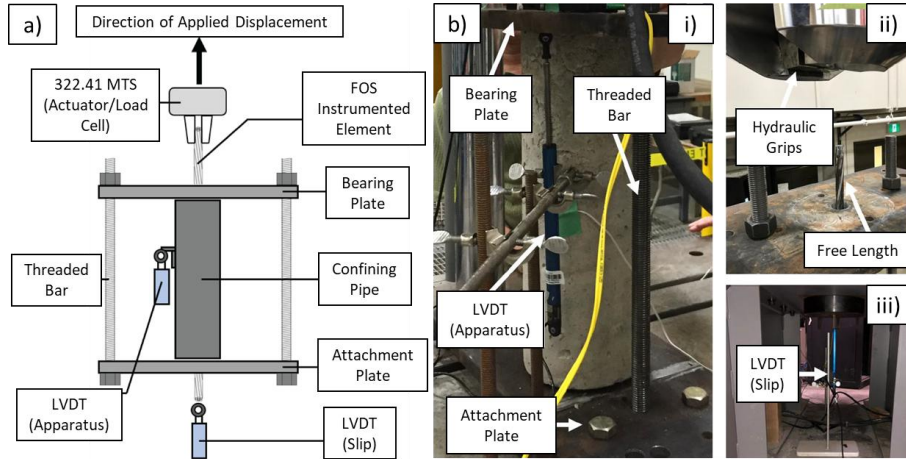 a)
Direction of Applied Displacement
322.41 MTS
(Actuator/Load
Cell)
FOS
Instrumented
Element
Bearing
Plate
Threaded
Bar
Confining
Pipe
Attachment
Plate
LVDT
(Apparatus)
LVDT
(Slip)
b)
i)
Bearing
Plate
Threaded
Bar
LVDT
(Apparatus)
Attachment
Plate
ii)
Hydraulic
Grips
Free Length
iii)
LVDT
(Slip)